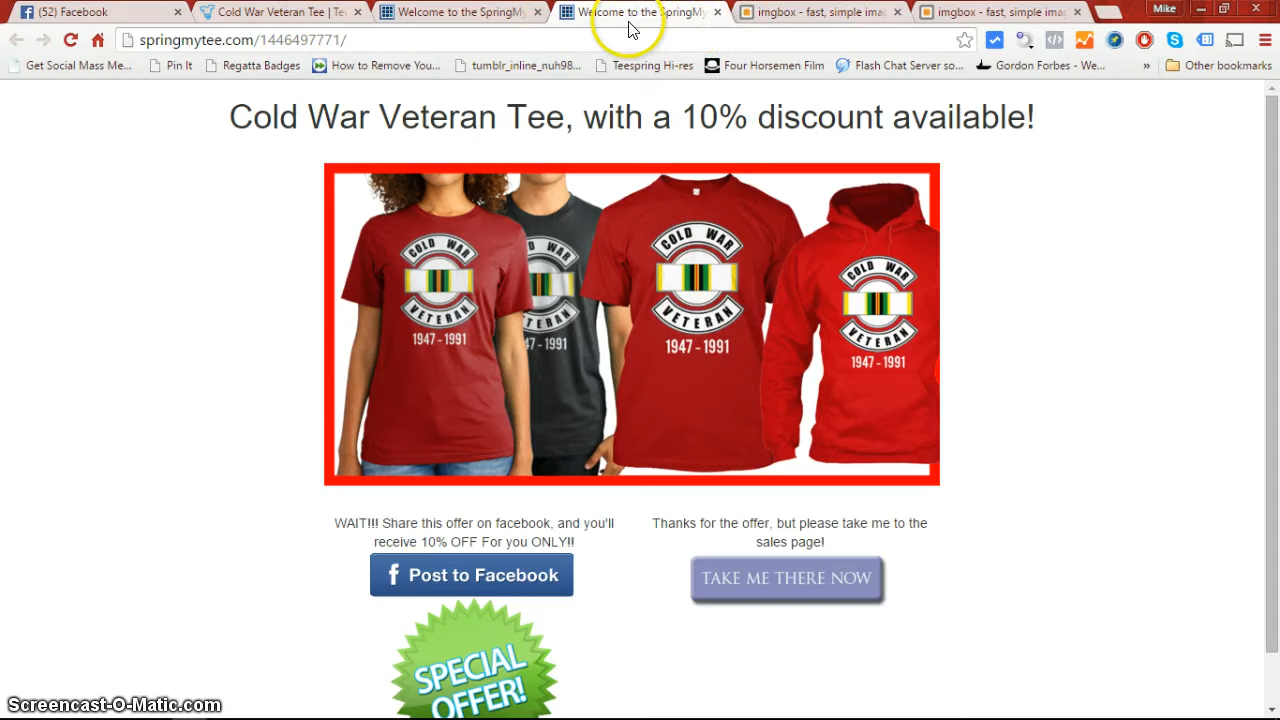 (52) Facebook
Cold War Veteran Tee | Te
Welcome to the SpringMy
Welcome to the SpringMy
imgbox - fast, simple ima
imgbox - fast, simple ima
Mike
springmytee.com/1446497771/
Get Social Mass Me...
Pin It
Regatta Badges
How to Remove You...
tumblr_inline_nuh98...
Teespring Hi-res
Four Horsemen Film
Flash Chat Server so...
Gordon Forbes - We...
»
Other bookmarks
Cold War Veteran Tee, with a 10% discount available!
COLD WAR
VETERAN
1947 - 1991
D WAR
TERAN
47 - 1991
COLD WAR
VETERAN
1947 - 1991
COLD WAR
VETERAN
1947 - 1991
WAIT!!! Share this offer on facebook, and you'll
receive 10% OFF For you ONLY!!
f Post to Facebook
Thanks for the offer, but please take me to the
sales page!
TAKE ME THERE NOW
SPECIAL
OFFER!
Screencast-O-Matic.com